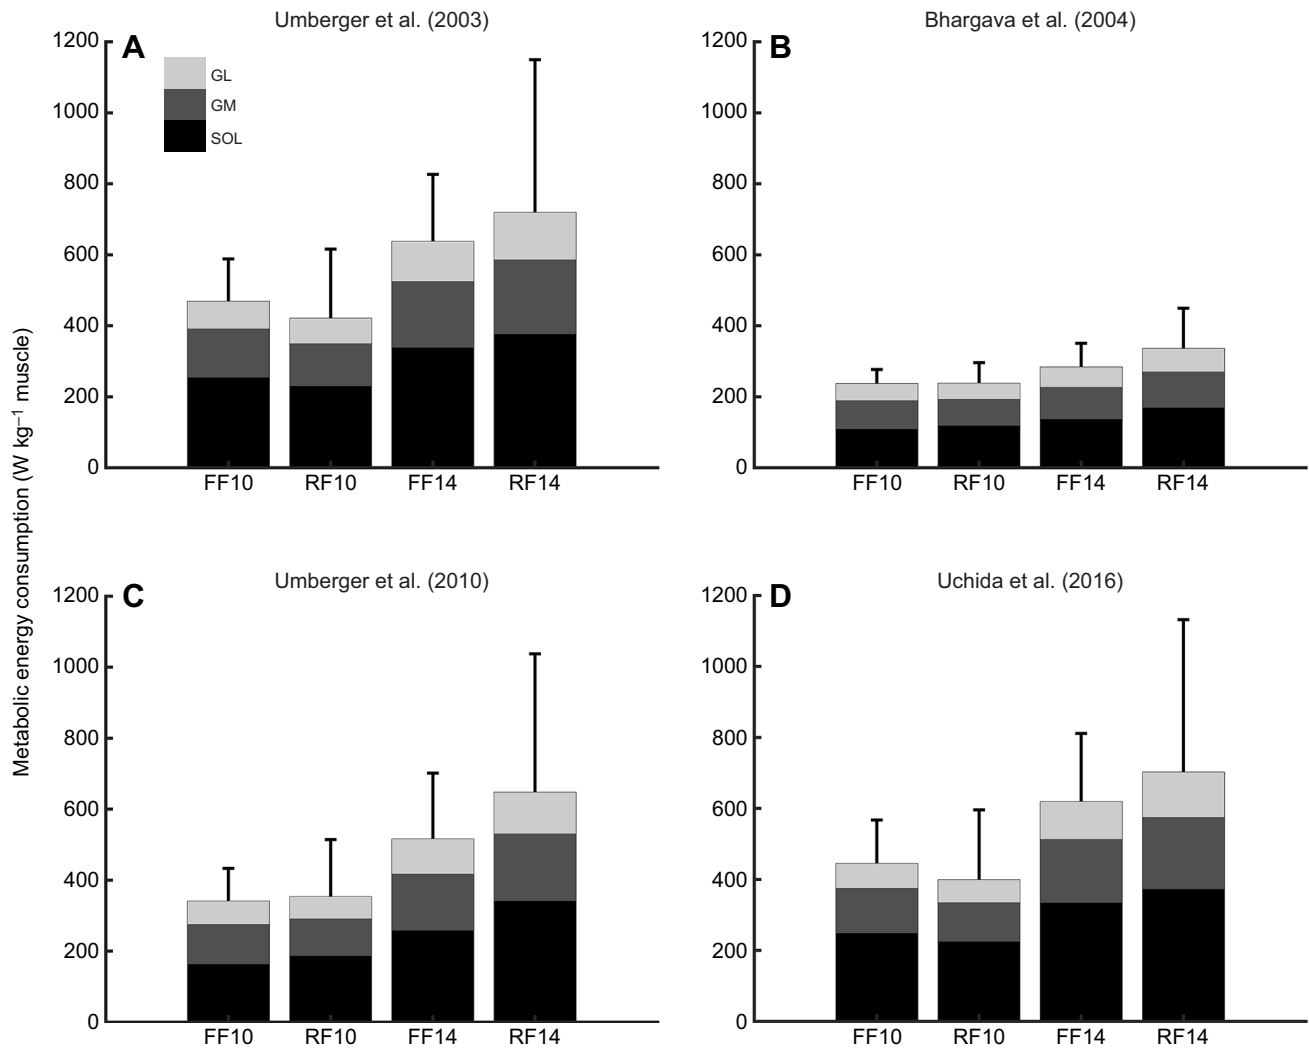 Umberger et al. (2003)
A
1200
1000
800
600
400
200
0
GL
GM
SOL
FF10 RF10 FF14 RF14
Bhargava et al. (2004)
B
1200
1000
800
600
400
200
0
FF10 RF10 FF14 RF14
Metabolic energy consumption (W kg–1 muscle)
Umberger et al. (2010)
C
1200
1000
800
600
400
200
0
FF10 RF10 FF14 RF14
Uchida et al. (2016)
D
1200
1000
800
600
400
200
0
FF10 RF10 FF14 RF14